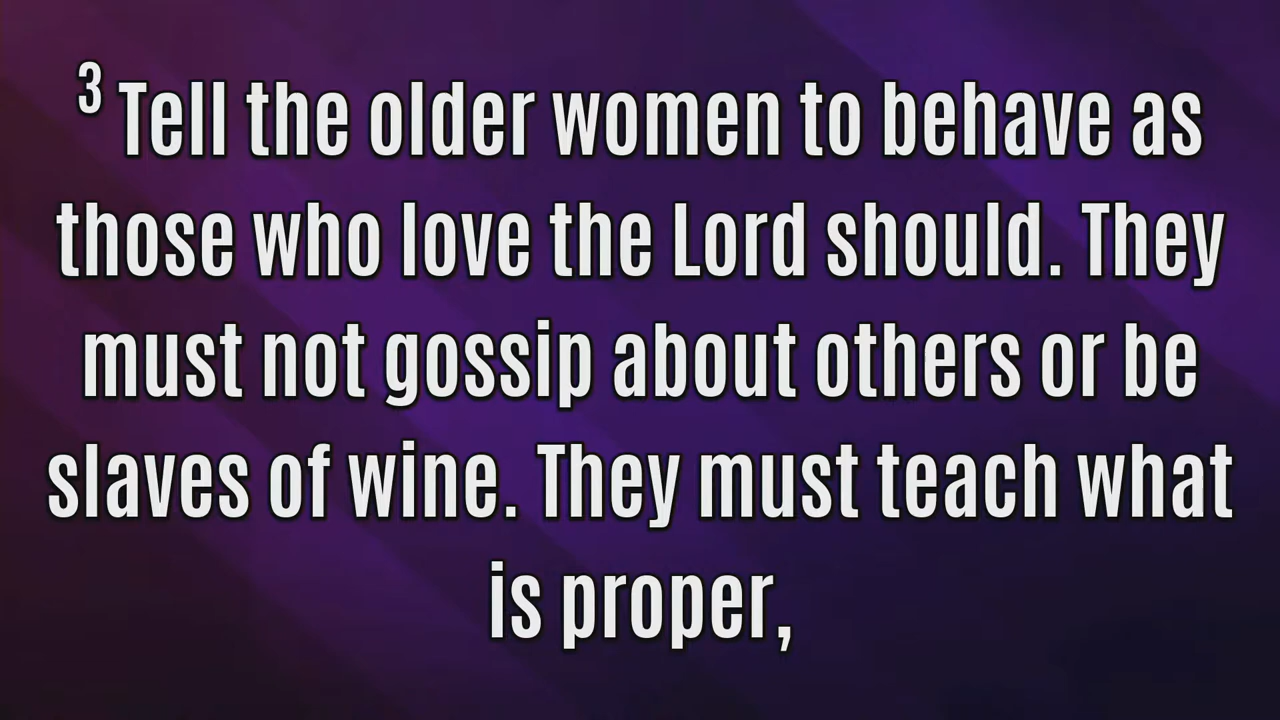 3 Tell the older women to behave as
those who love the Lord should. They
must not gossip about others or be
slaves of wine. They must teach what
is proper,